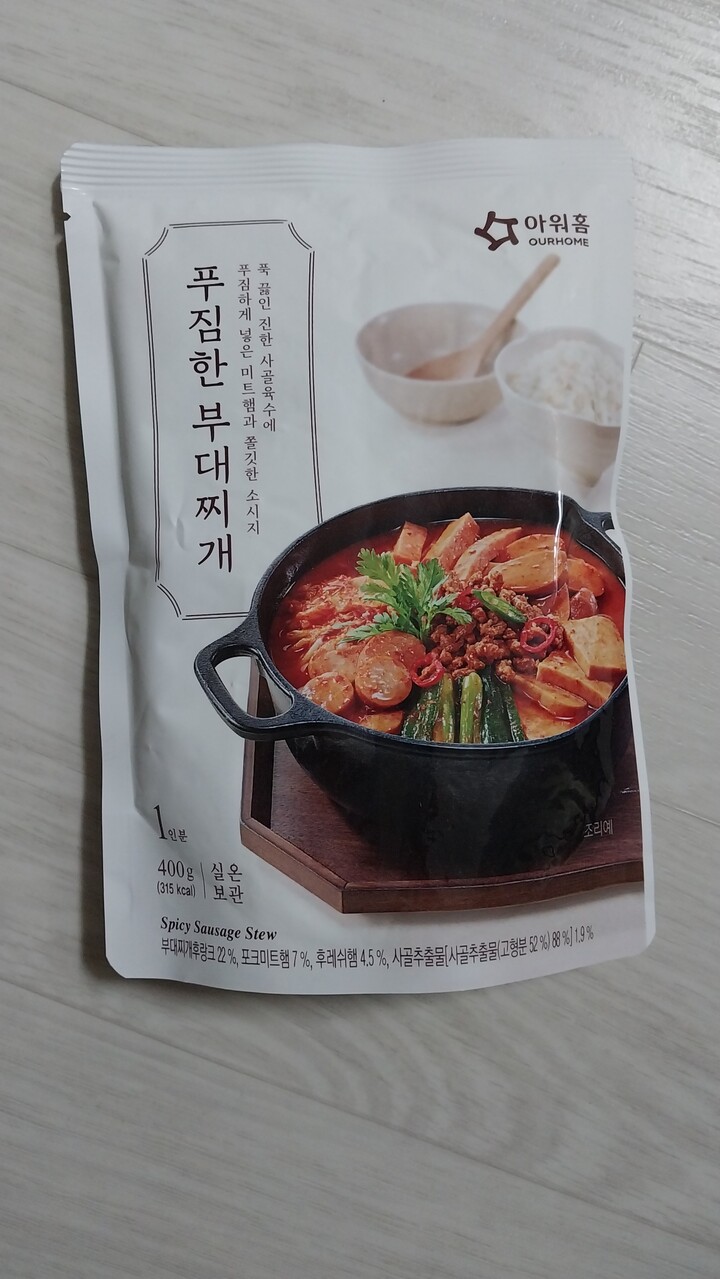 아워홈
OURHOME
푹 끓인 진한 사골육수에
푸짐하게 넣은 미트햄과 쫄깃한 소시지
푸짐한 부대찌개
조리예
1인분
400g
(315 kcal)
실온
보관
Spicy Sausage Stew
부대찌개후랑크 22 %, 포크미트햄 7 %, 후레쉬햄 4.5 %, 사골추출물[사골추출물(고형분 52 %) 88 %] 1.9 %